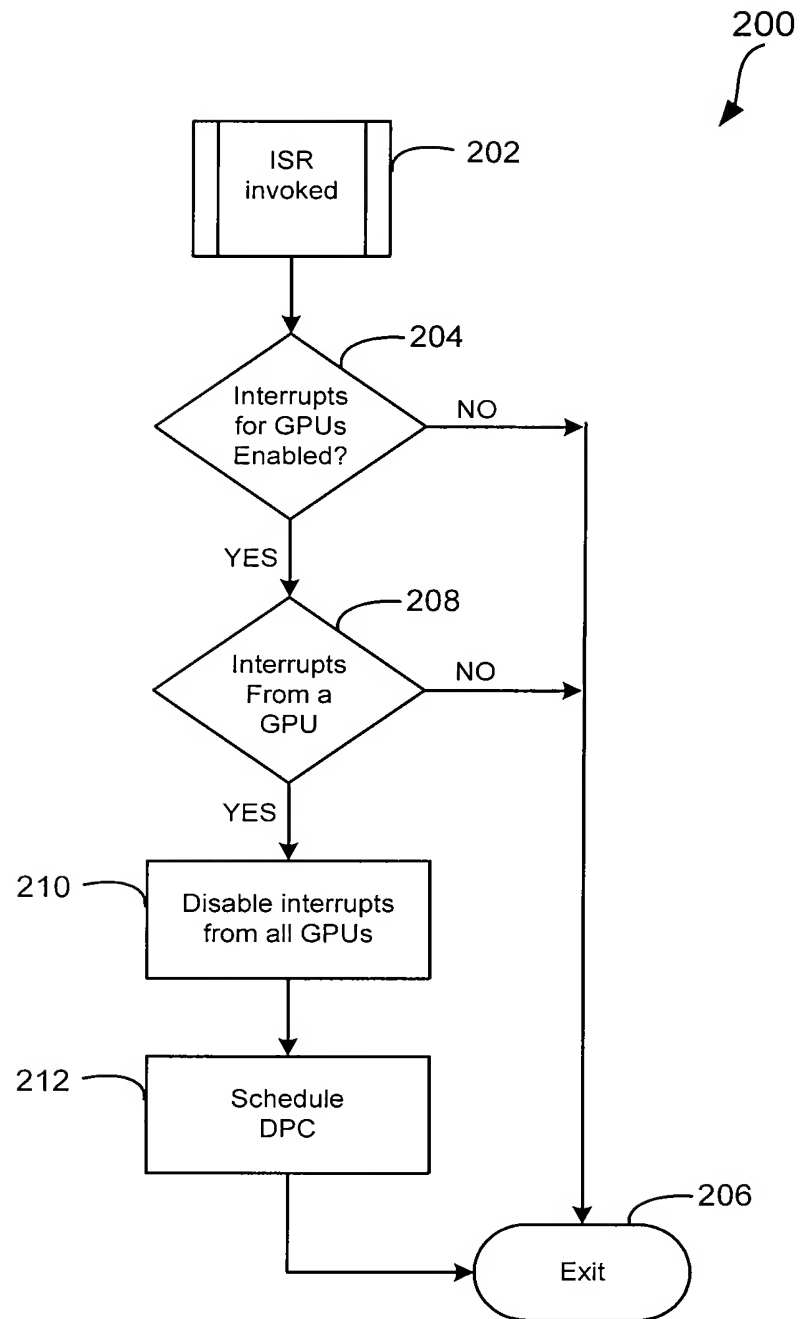 200
ISR
invoked
202
204
Interrupts
for GPUs
Enabled?
NO
YES
208
Interrupts
From a
GPU
NO
YES
210
Disable interrupts
from all GPUs
212
Schedule
DPC
206
Exit